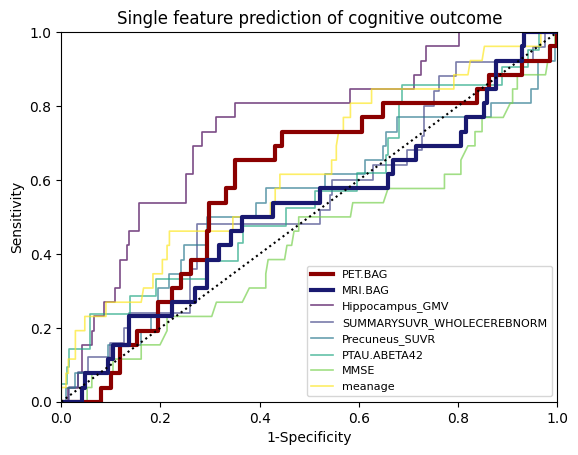 Single feature prediction of cognitive outcome
1.0
0.8
0.6
0.4
0.2
0.0
Sensitivity
PET.BAG
MRI.BAG
Hippocampus_GMV
SUMMARYSUVR_WHOLECEREBNORM
Precuneus_SUVR
PTAU.ABETA42
MMSE
meanage
0.0 0.2 0.4 0.6 0.8 1.0
1-Specificity